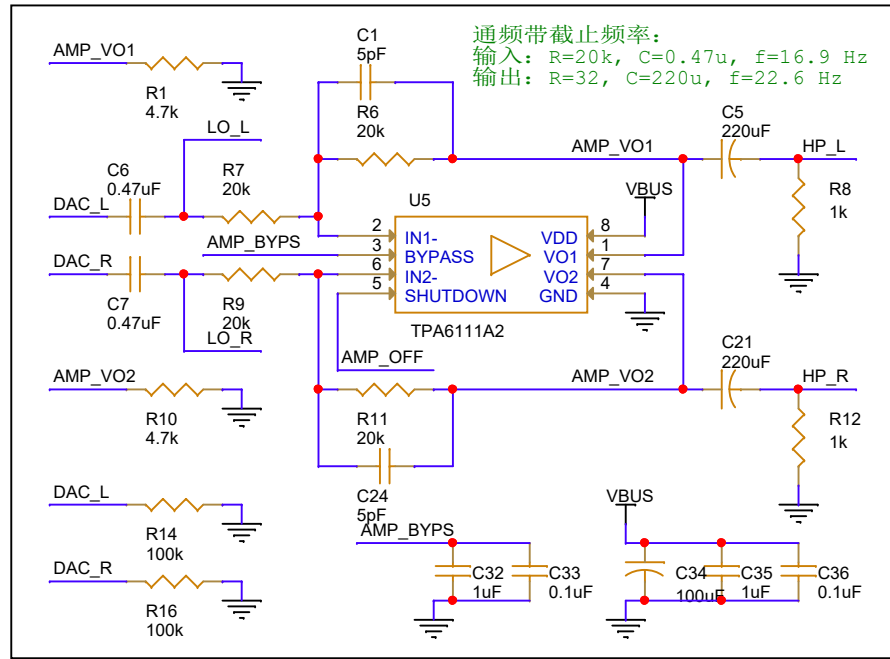 通频带截止频率:
输入: R=20k, C=0.47u, f=16.9 Hz
输出: R=32, C=220u, f=22.6 Hz
AMP_VO1
R1
4.7k
C1
5pF
R6
20k
LO_L
C6
0.47uF
R7
20k
DAC_L
AMP_VO1
C5
220uF
HP_L
R8
1k
U5
VBUS
2
IN1-
VDD
8
AMP_BYPS
3
BYPASS
VO1
1
DAC_R
6
IN2-
VO2
7
5
SHUTDOWN
GND
4
C7
0.47uF
R9
20k
TPA6111A2
LO_R
AMP_OFF
C21
220uF
AMP_VO2
R10
4.7k
R11
20k
AMP_VO2
HP_R
R12
1k
C24
5pF
DAC_L
R14
100k
AMP_BYPS
C32
1uF
C33
0.1uF
VBUS
C34
100uF
C35
1uF
C36
0.1uF
DAC_R
R16
100k